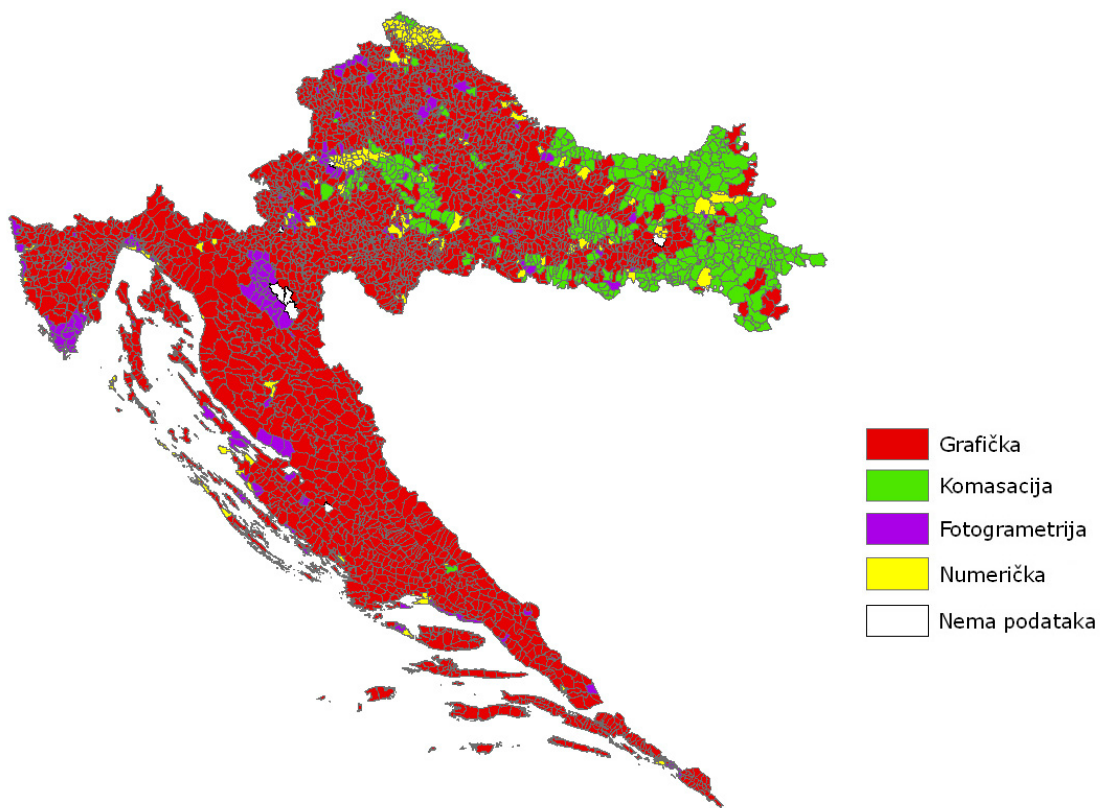 Grafička
Komasacija
Fotogrametrija
Numerička
Nema podataka